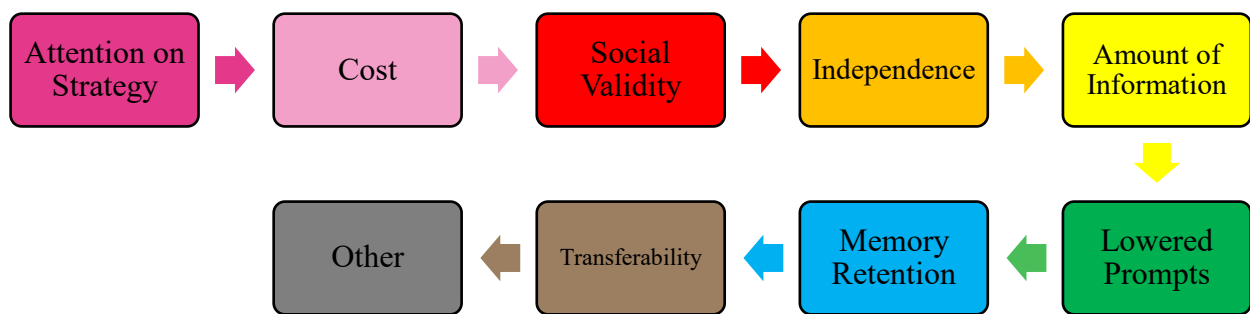 Attention on
Strategy
Cost
Social
Validity
Independence
Amount of
Information
Lowered
Prompts
Memory
Retention
Transferability
Other